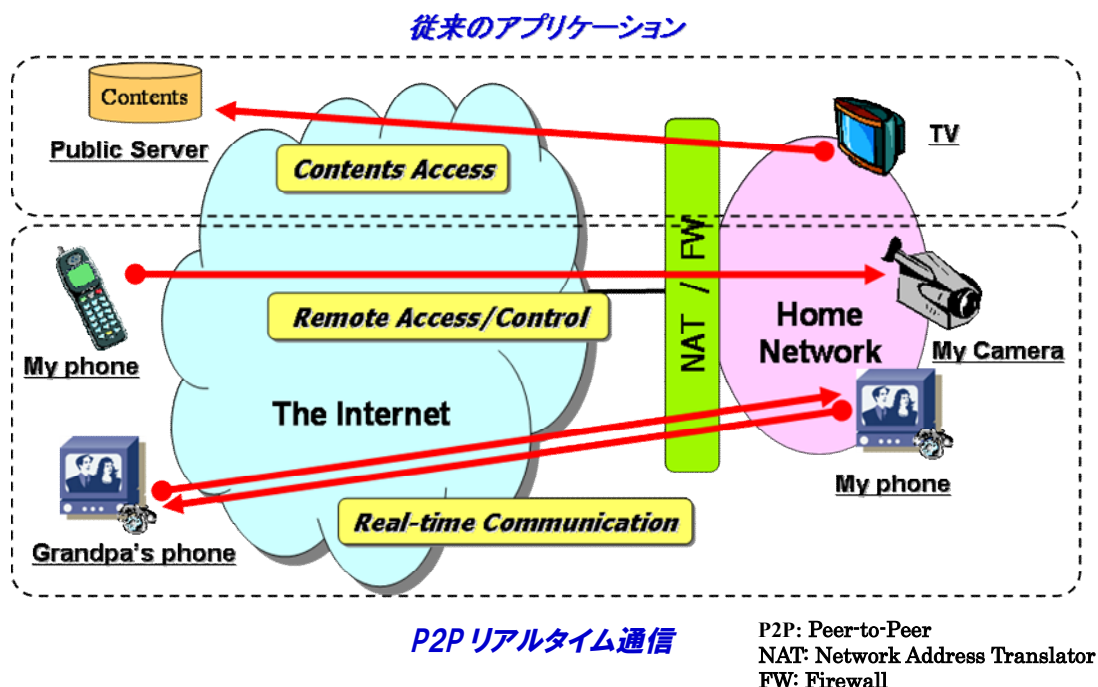 従来のアプリケーション
Contents
Public Server
Contents Access
TV
My phone
Remote Access/Control
NAT / FW
Home
Network
My Camera
The Internet
My phone
Grandpa's phone
Real-time Communication
P2P リアルタイム通信
P2P: Peer-to-Peer
NAT: Network Address Translator
FW: Firewall